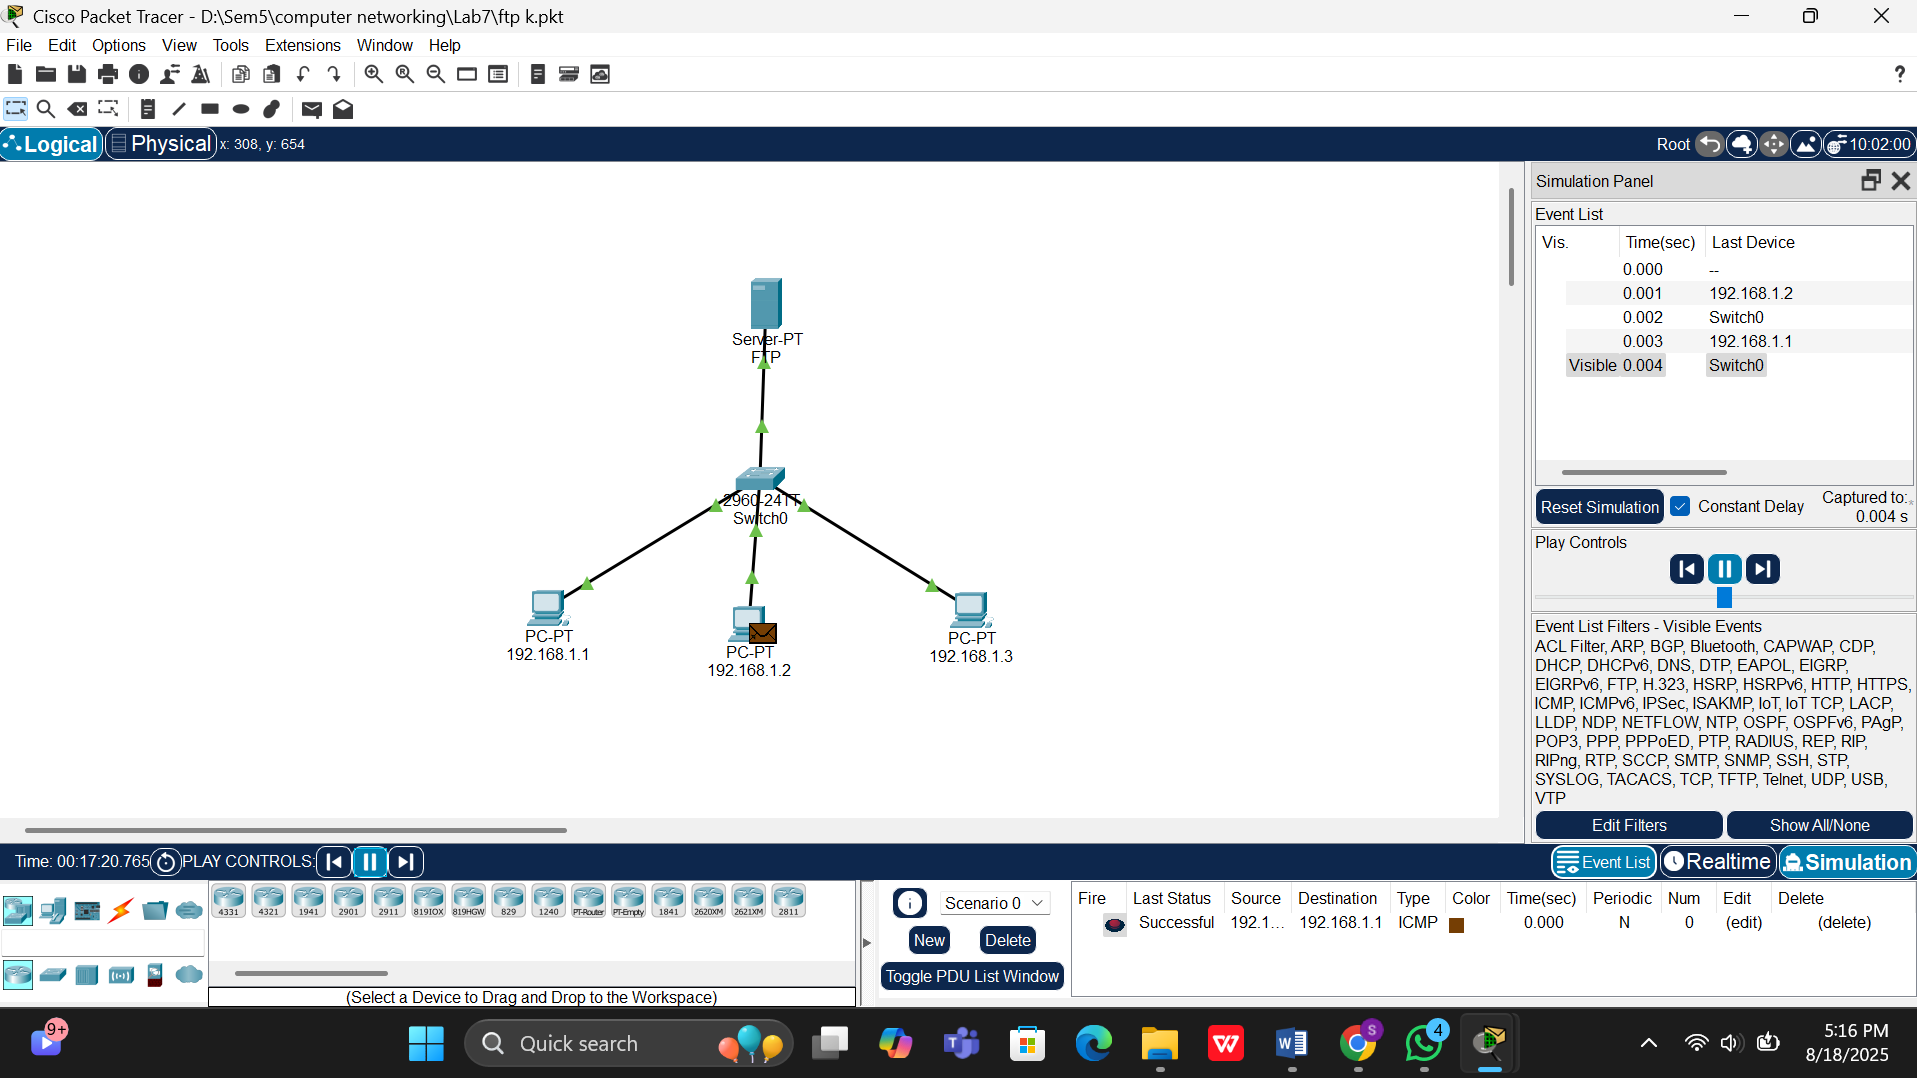 Cisco Packet Tracer - D:\Sem5\computer networking\Lab7\ftp k.pkt
File Edit Options View Tools Extensions Window Help
?
Logical Physical x: 308, y: 654 Root 10:02:00
Server-PT
FTP
2960-24TT
Switch0
PC-PT
192.168.1.1
PC-PT
192.168.1.2
PC-PT
192.168.1.3
Simulation Panel
Event List
Vis. Time(sec) Last Device
0.000 --
0.001 192.168.1.2
0.002 Switch0
0.003 192.168.1.1
Visible 0.004 Switch0
Reset Simulation Constant Delay Captured to:*
0.004 s
Play Controls
Event List Filters - Visible Events
ACL Filter, ARP, BGP, Bluetooth, CAPWAP, CDP,
DHCP, DHCPv6, DNS, DTP, EAPOL, EIGRP,
EIGRPv6, FTP, H.323, HSRP, HSRPv6, HTTP, HTTPS,
ICMP, ICMPv6, IPSec, ISAKMP, IoT, IoT TCP, LACP,
LLDP, NDP, NETFLOW, NTP, OSPF, OSPFv6, PAgP,
POP3, PPP, PPPoED, PTP, RADIUS, REP, RIP,
RIPng, RTP, SCCP, SMTP, SNMP, SSH, STP,
SYSLOG, TACACS, TCP, TFTP, Telnet, UDP, USB,
VTP
Edit Filters Show All/None
Time: 00:17:20.765 PLAY CONTROLS: Event List Realtime Simulation
4331 4321 1941 2901 2911 819IOX 819HGW 829 1240 PT-Router PT-Empty 1841 2620XM 2621XM 2811
(Select a Device to Drag and Drop to the Workspace)
Scenario 0
New Delete
Toggle PDU List Window
Fire Last Status Source Destination Type Color Time(sec) Periodic Num Edit Delete
Successful 192.1... 192.168.1.1 ICMP 0.000 N 0 (edit) (delete)
9+
Quick search
S
4
5:16 PM
8/18/2025